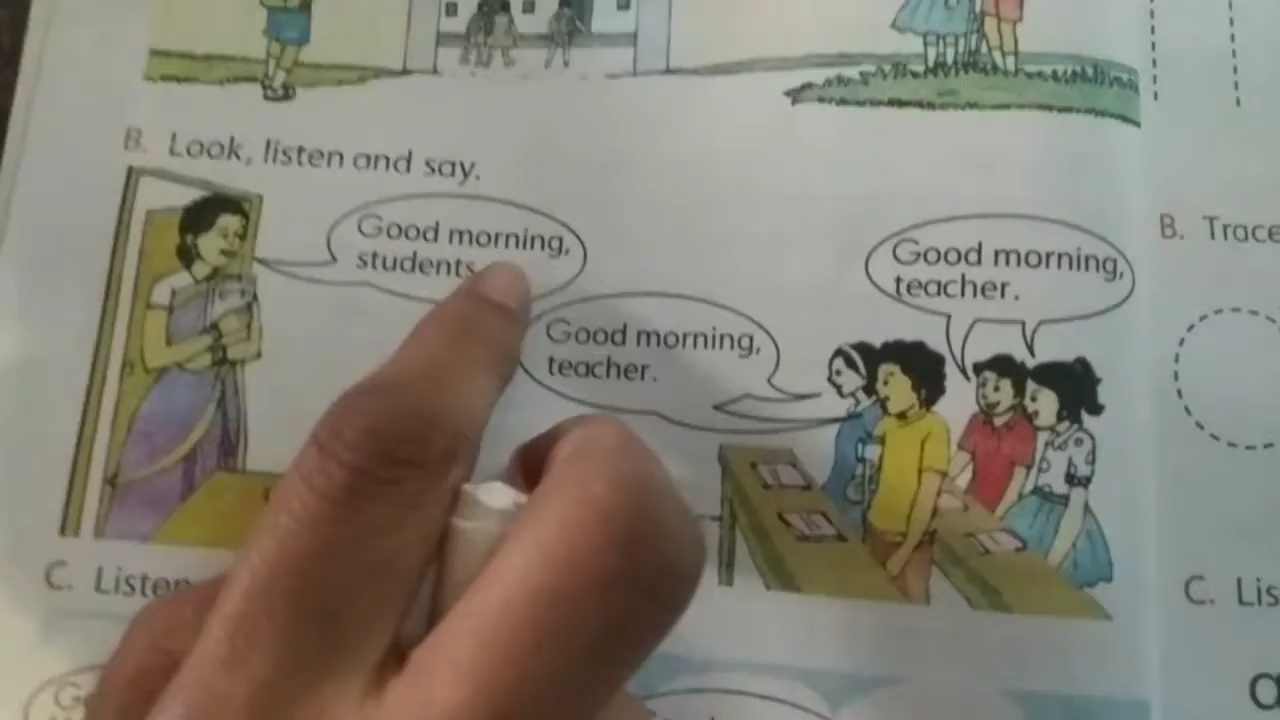 B. Look, listen and say.
Good morning,
students
Good morning,
teacher.
Good morning,
teacher.
C. Listen
B. Trace
C. Lis